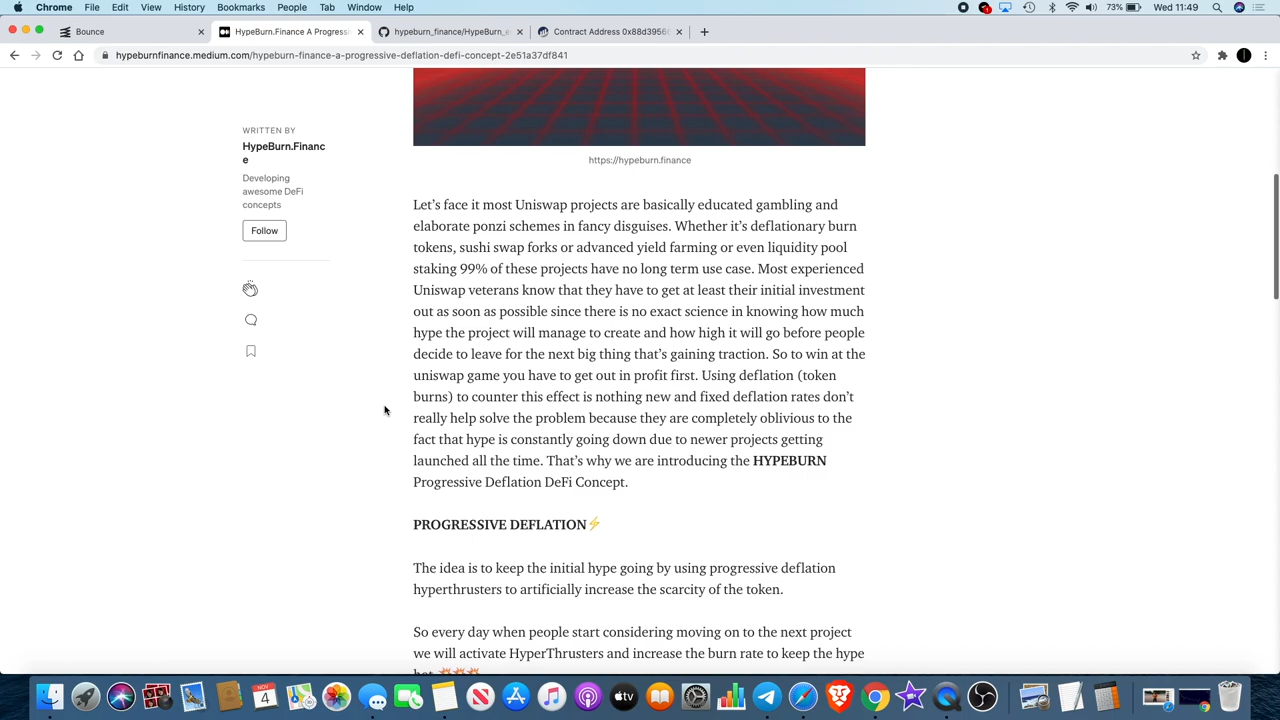 Chrome File Edit View History Bookmarks People Tab Window Help 73% Wed 11:49
Bounce HypeBurn.Finance A Progress hypeburn_finance/HypeBurn_ Contract Address
hypeburnfinance.medium.com/hypeburn-finance-a-progressive-deflation-defi-concept-2e51a37df841
https://hypeburn.finance
WRITTEN BY
HypeBurn.Financ
e
Developing
awesome DeFi
concepts
Follow
Let's face it most Uniswap projects are basically educated gambling and
elaborate ponzi schemes in fancy disguises. Whether it's deflationary burn
tokens, sushi swap forks or advanced yield farming or even liquidity pool
staking 99% of these projects have no long term use case. Most experienced
Uniswap veterans know that they have to get at least their initial investment
out as soon as possible since there is no exact science in knowing how much
hype the project will manage to create and how high it will go before people
decide to leave for the next big thing that's gaining traction. So to win at the
uniswap game you have to get out in profit first. Using deflation (token
burns) to counter this effect is nothing new and fixed deflation rates don't
really help solve the problem because they are completely oblivious to the
fact that hype is constantly going down due to newer projects getting
launched all the time. That's why we are introducing the HYPEBURN
Progressive Deflation DeFi Concept.
PROGRESSIVE DEFLATION⚡
The idea is to keep the initial hype going by using progressive deflation
hyperthrusters to artificially increase the scarcity of the token.
So every day when people start considering moving on to the next project
we will activate HyperThrusters and increase the burn rate to keep the hype
NOV
4
tv